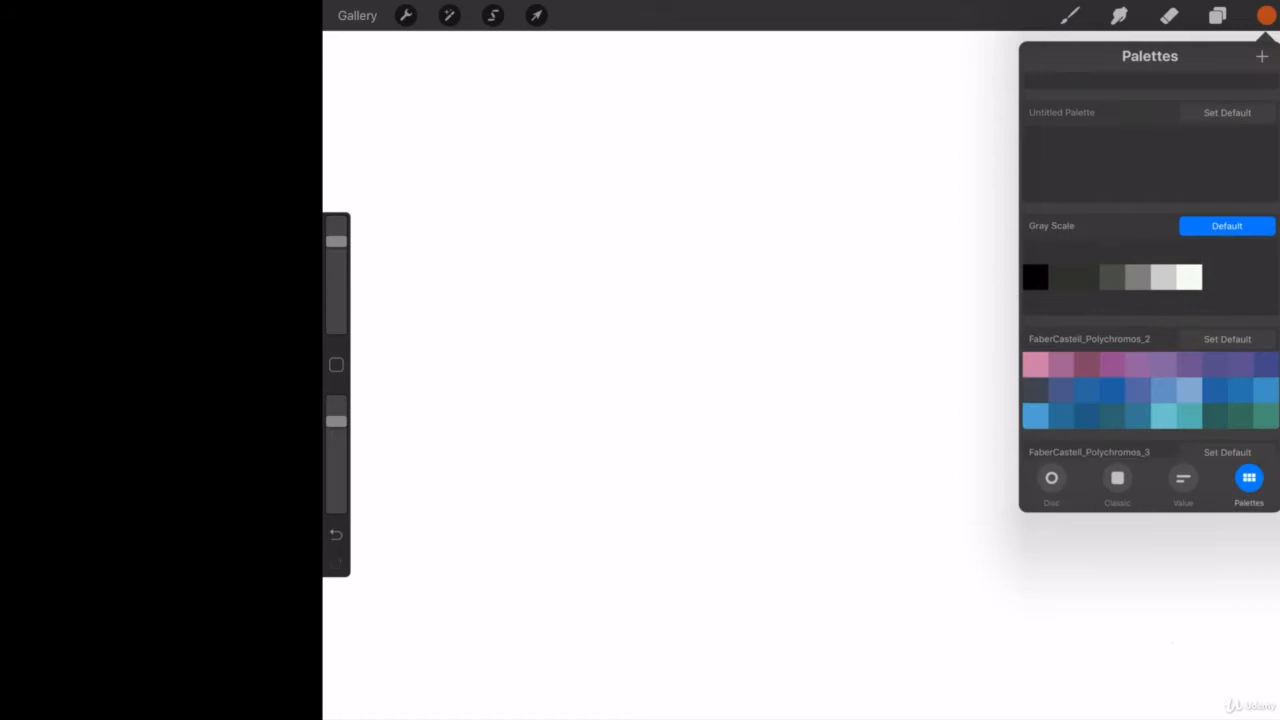 Gallery
Palettes
Untitled Palette Set Default
Gray Scale Default
FaberCastell_Polychromos_2 Set Default
FaberCastell_Polychromos_3 Set Default
Disc Classic Value Palettes
Udemy